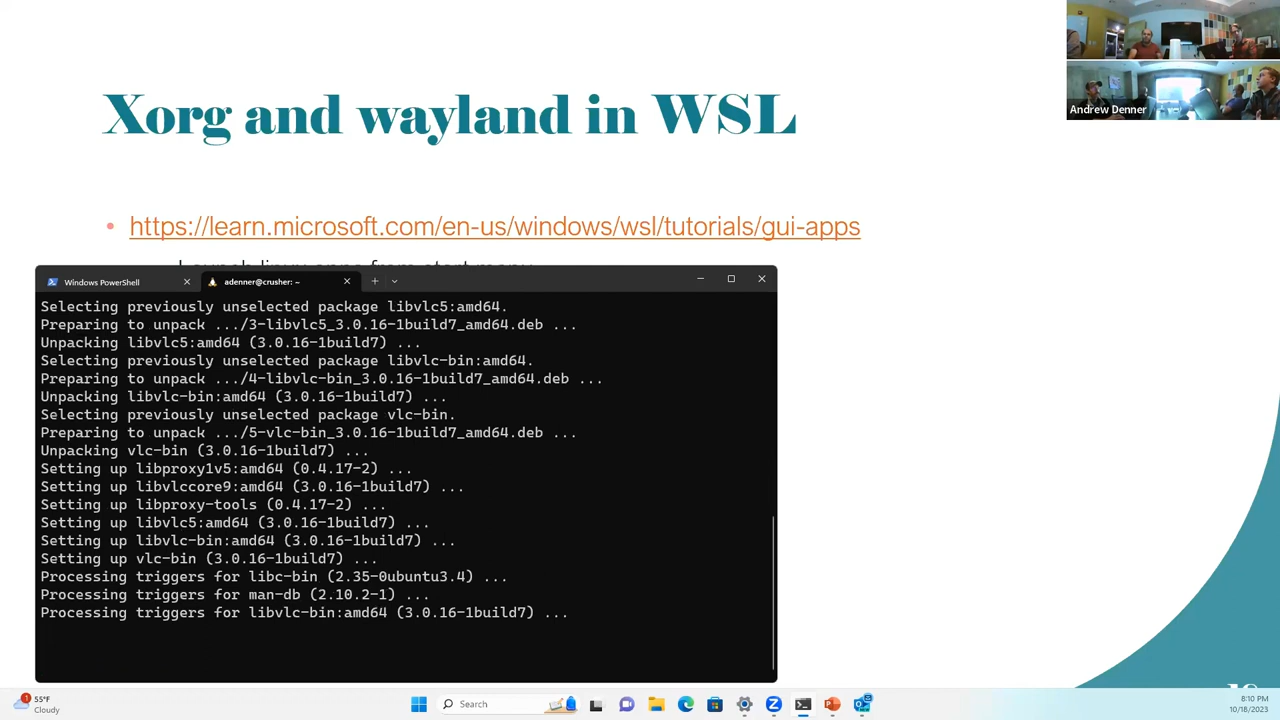 Xorg and wayland in WSL
Andrew Denner
• https://learn.microsoft.com/en-us/windows/wsl/tutorials/gui-apps
Windows PowerShell
adenner@crusher: ~
Selecting previously unselected package libvlc5:amd64.
Preparing to unpack .../3-libvlc5_3.0.16-1build7_amd64.deb ...
Unpacking libvlc5:amd64 (3.0.16-1build7) ...
Selecting previously unselected package libvlc-bin:amd64.
Preparing to unpack .../4-libvlc-bin_3.0.16-1build7_amd64.deb ...
Unpacking libvlc-bin:amd64 (3.0.16-1build7) ...
Selecting previously unselected package vlc-bin.
Preparing to unpack .../5-vlc-bin_3.0.16-1build7_amd64.deb ...
Unpacking vlc-bin (3.0.16-1build7) ...
Setting up libproxy1v5:amd64 (0.4.17-2) ...
Setting up libvlccore9:amd64 (3.0.16-1build7) ...
Setting up libproxy-tools (0.4.17-2) ...
Setting up libvlc5:amd64 (3.0.16-1build7) ...
Setting up libvlc-bin:amd64 (3.0.16-1build7) ...
Setting up vlc-bin (3.0.16-1build7) ...
Processing triggers for libc-bin (2.35-0ubuntu3.4) ...
Processing triggers for man-db (2.10.2-1) ...
Processing triggers for libvlc-bin:amd64 (3.0.16-1build7) ...
1
55°F
Cloudy
Search
8:10 PM
10/18/2023